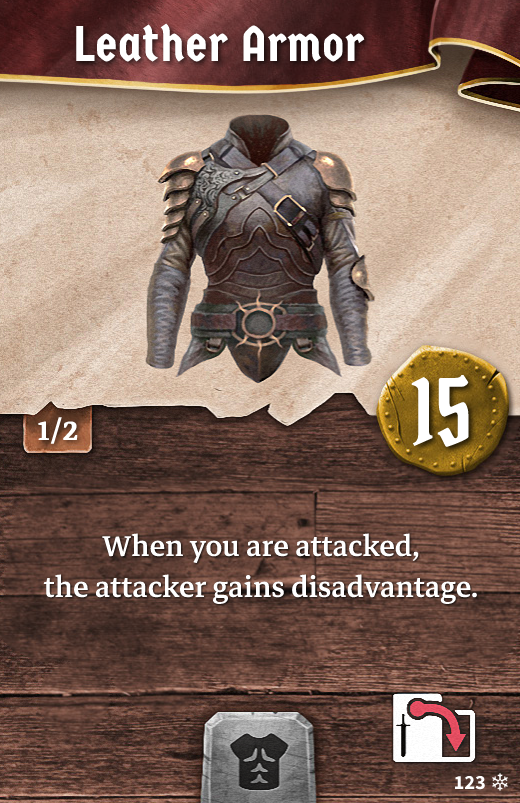 Leather Armor
1/2
15
When you are attacked,
the attacker gains disadvantage.
123